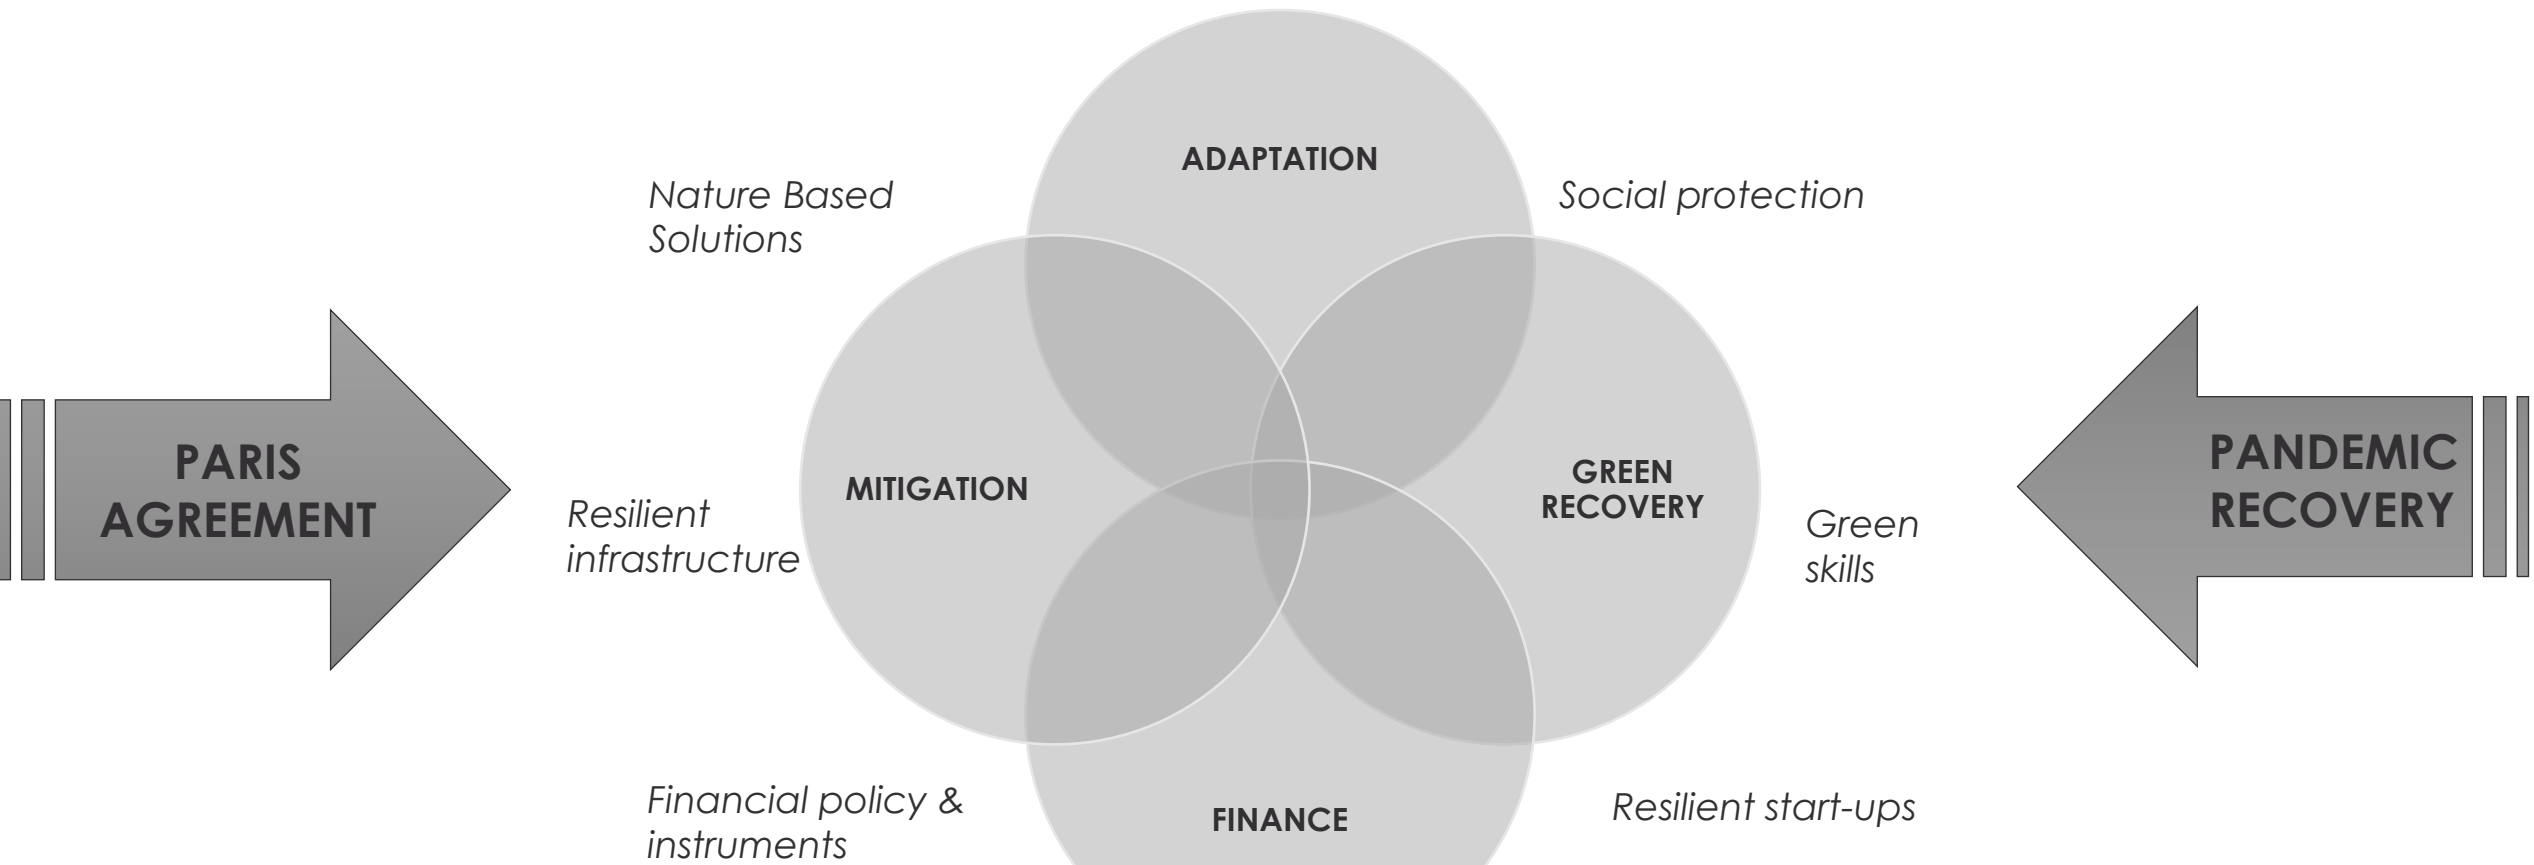 ADAPTATION
Nature Based
Solutions
Social protection
PARIS
AGREEMENT
MITIGATION
GREEN
RECOVERY
PANDEMIC
RECOVERY
Resilient
infrastructure
Green
skills
Financial policy &
instruments
FINANCE
Resilient start-ups